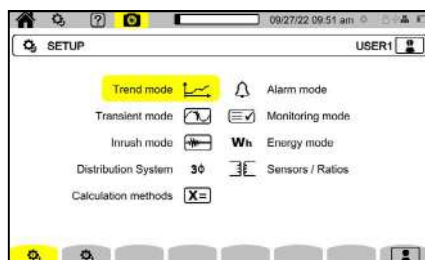 ? 09/27/22 09:51 am
SETUP USER1
Trend mode Alarm mode
Transient mode Monitoring mode
Inrush mode Wh Energy mode
Distribution System 3ϕ Sensors / Ratios
Calculation methods X=